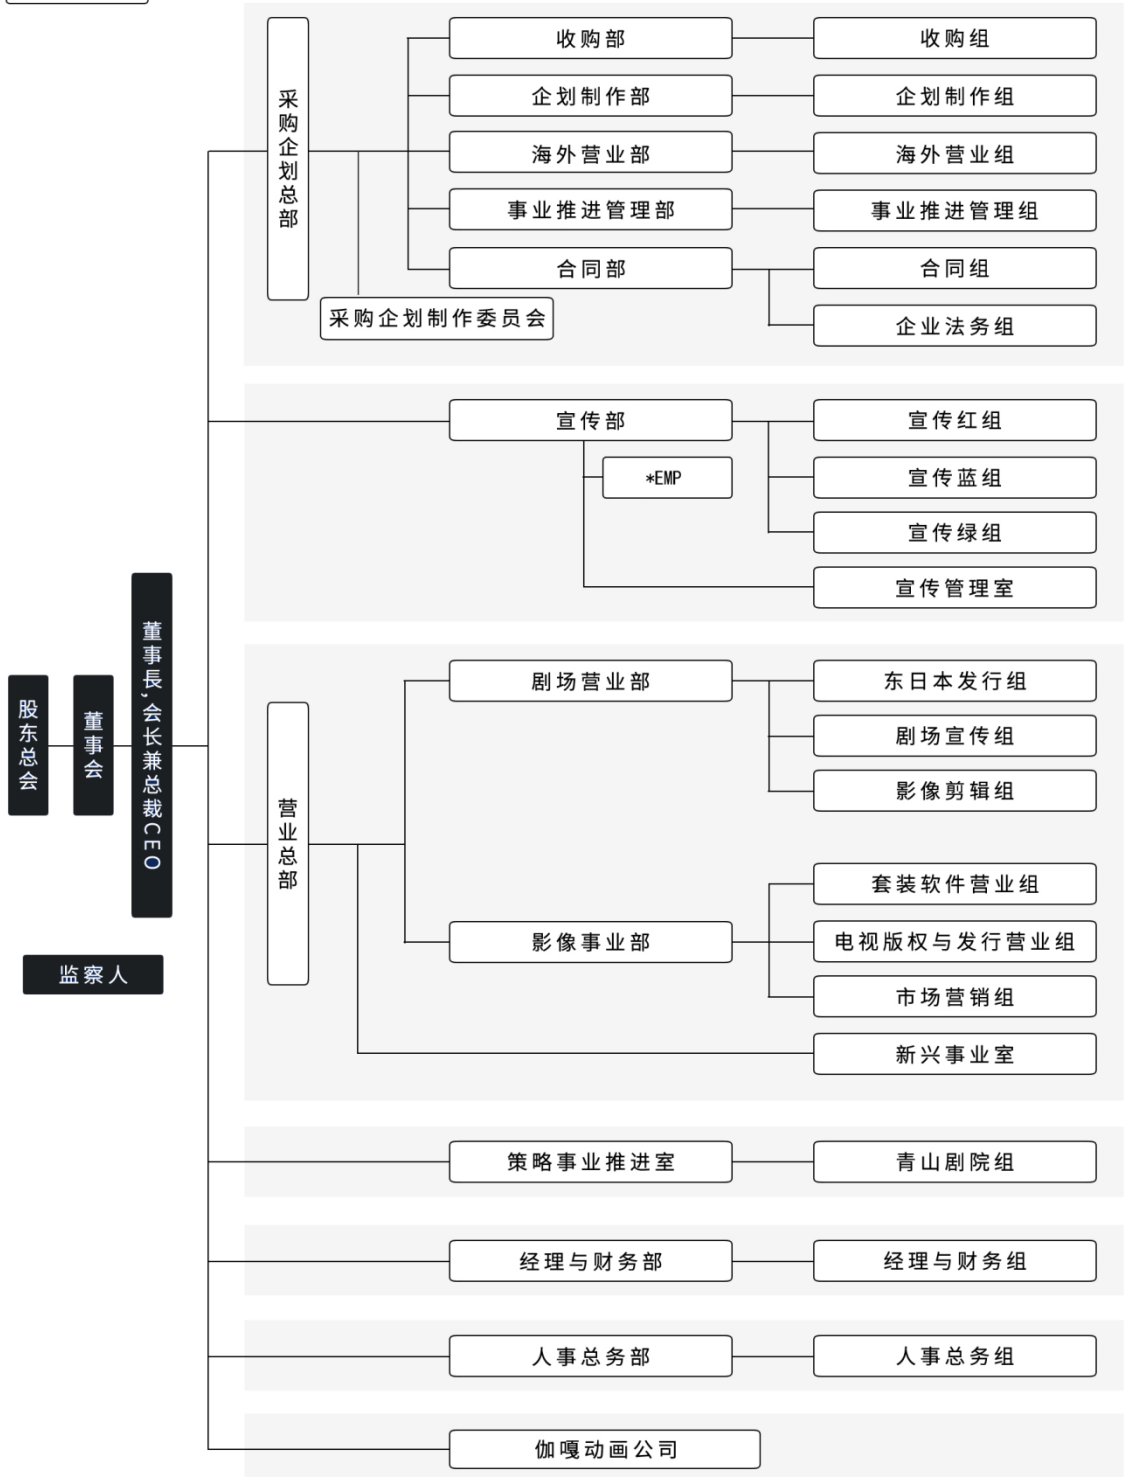 股东总会
董事会
董事長,会长兼总裁CEO
监察人
采购企划总部
采购企划制作委员会
收购部
收购组
企划制作部
企划制作组
海外营业部
海外营业组
事业推进管理部
事业推进管理组
合同部
合同组
企业法务组
宣传部
宣传红组
*EMP
宣传蓝组
宣传绿组
宣传管理室
营业总部
剧场营业部
东日本发行组
剧场宣传组
影像剪辑组
影像事业部
套装软件营业组
电视版权与发行营业组
市场营销组
新兴事业室
策略事业推进室
青山剧院组
经理与财务部
经理与财务组
人事总务部
人事总务组
伽嘎动画公司